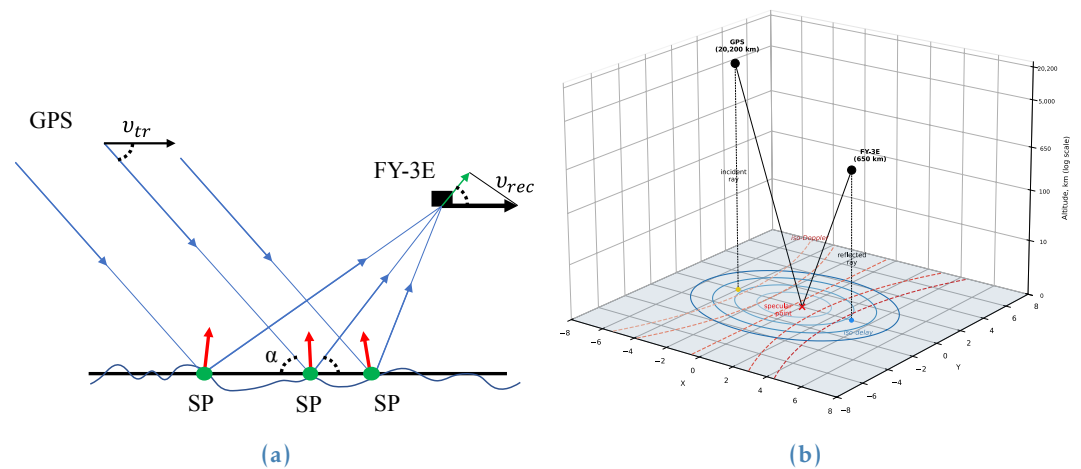 GPS
υtr
FY-3E
υrec
α
SP
SP
SP
(a)
GPS
(20,200 km)
FY-3E
(650 km)
incident
ray
reflected
ray
iso-Doppler
specular
point
iso-delay
20,200
5,000
650
100
10
0
Altitude, km (log scale)
−8
−6
−4
−2
0
2
4
6
8
X
−8
−6
−4
−2
0
2
4
6
8
Y
(b)